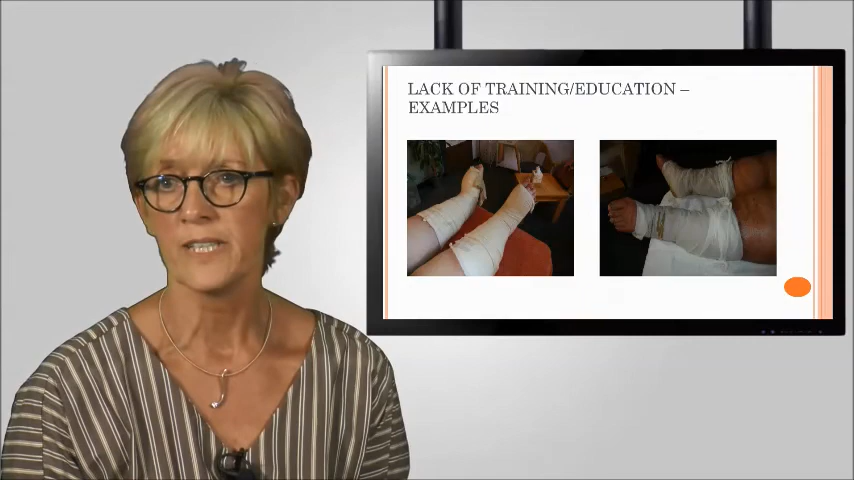 LACK OF TRAINING/EDUCATION –
EXAMPLES